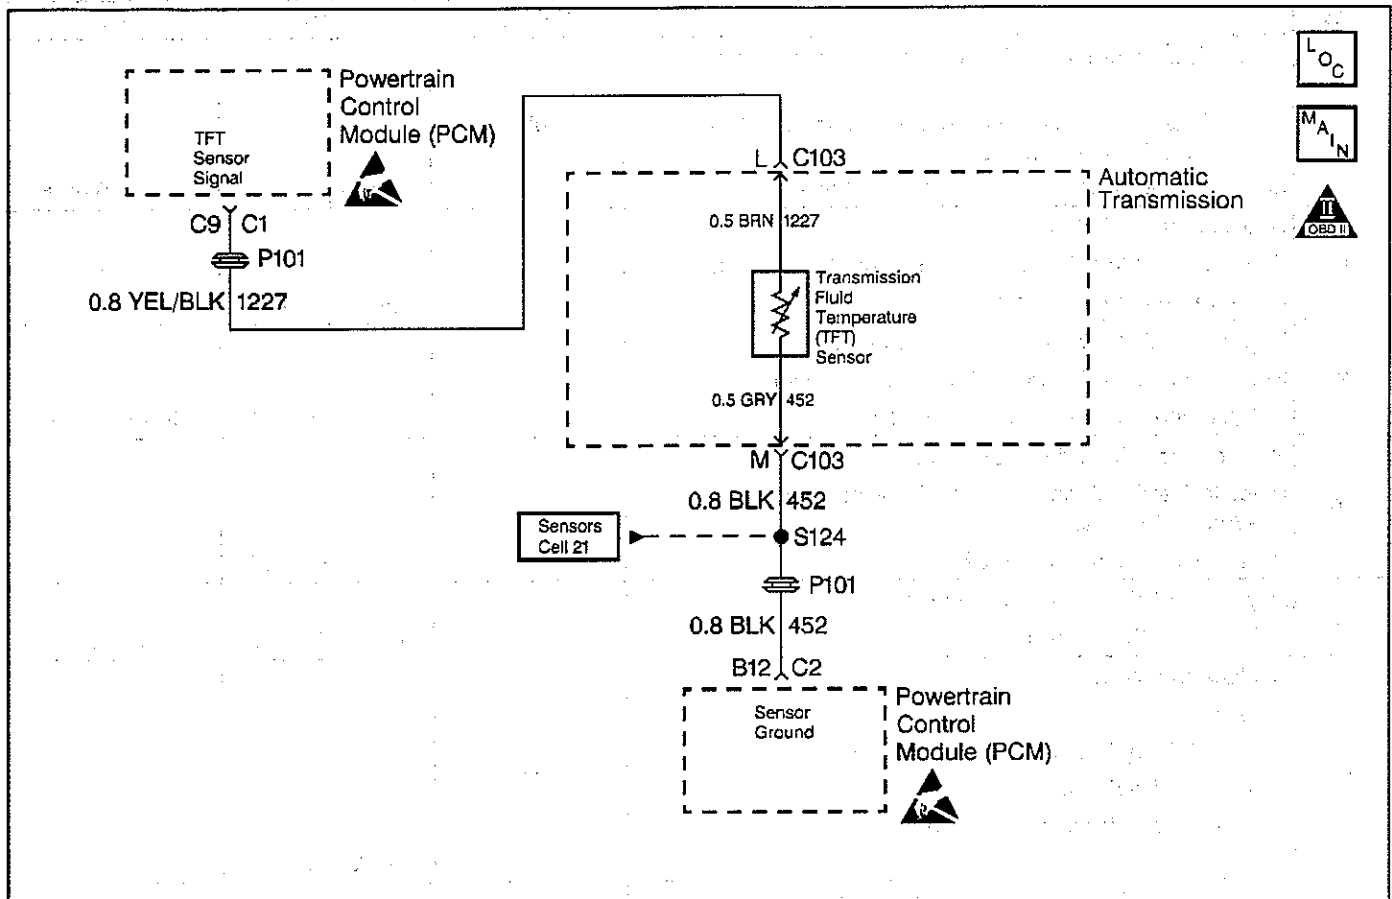 Powertrain
Control
Module (PCM)
TFT
Sensor
Signal
C9 C1
P101
0.8 YEL/BLK 1227
L C103
Automatic
Transmission
0.5 BRN 1227
Transmission
Fluid
Temperature
(TFT)
Sensor
0.5 GRY 452
M C103
0.8 BLK 452
Sensors
Cell 21
S124
P101
0.8 BLK 452
B12 C2
Sensor
Ground
Powertrain
Control
Module (PCM)
LOC
MAIN
II
OBD II